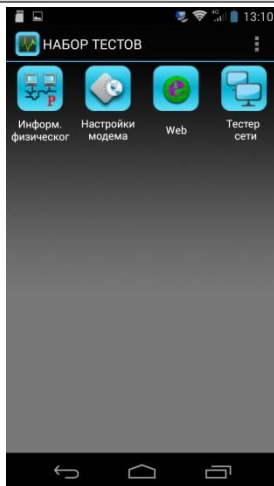 13:10
НАБОР ТЕСТОВ
Информ. физическог
Настройки модема
Web
Тестер сети